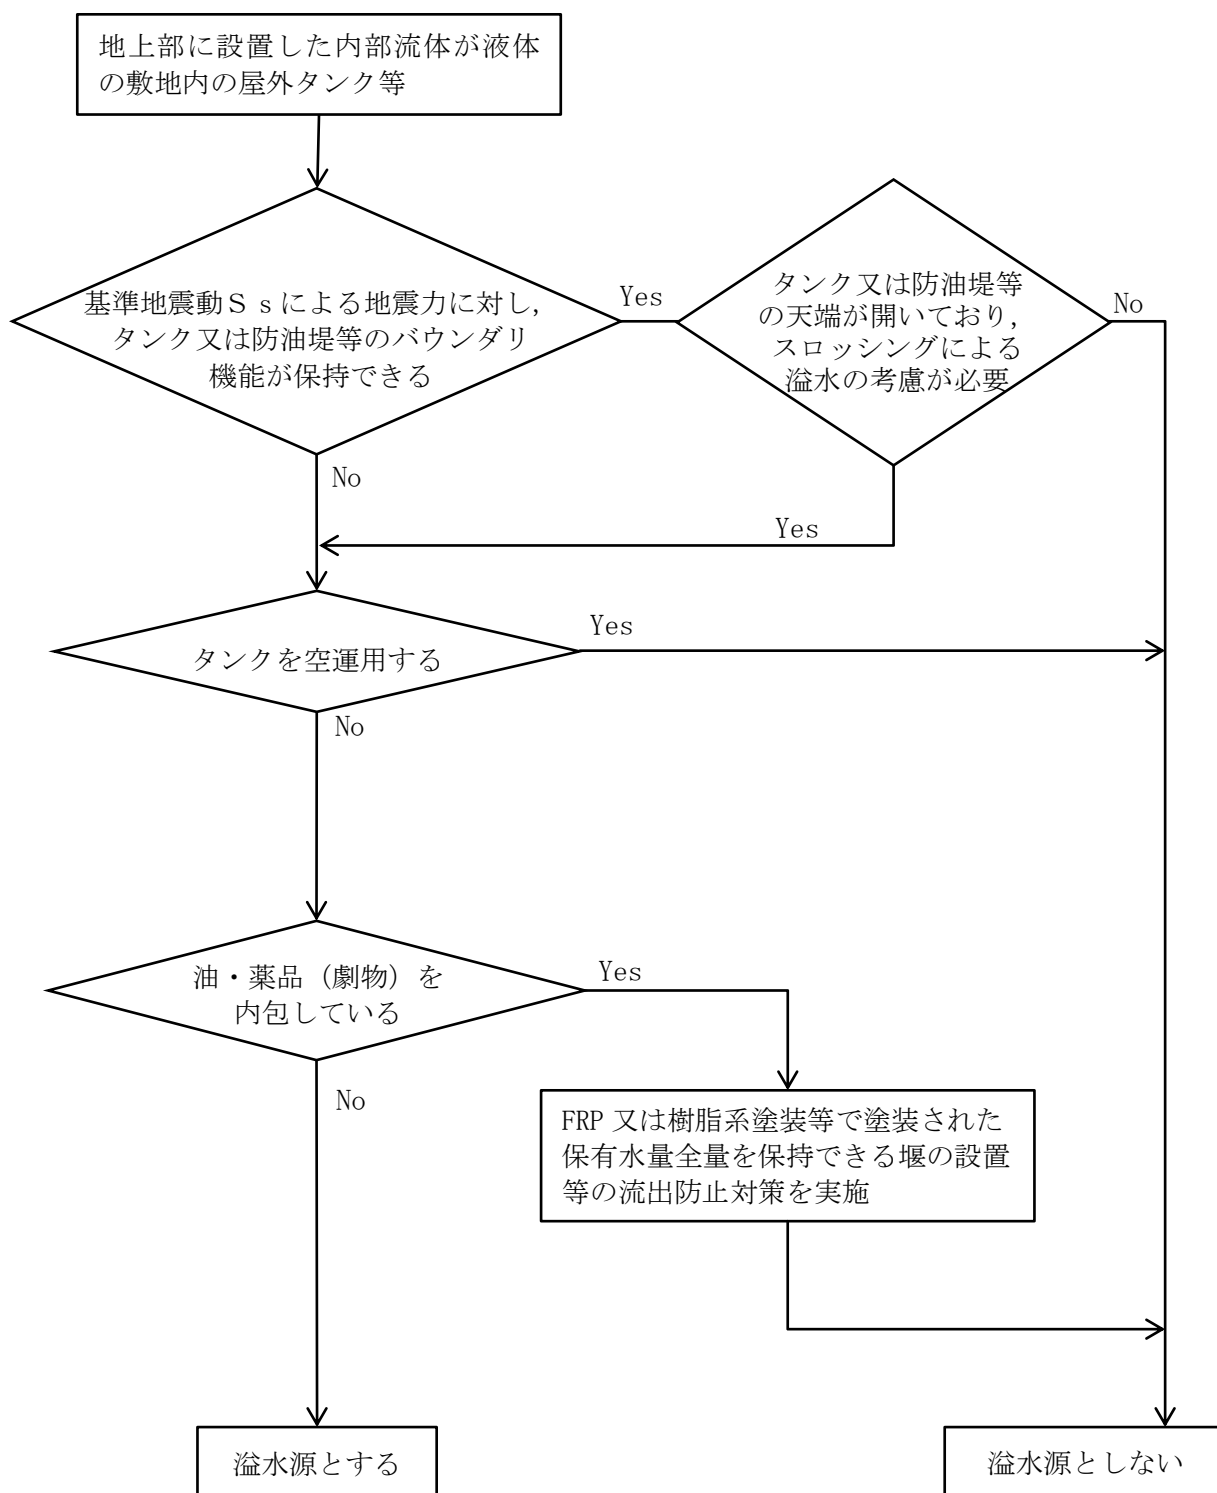 地上部に設置した内部流体が液体
の敷地内の屋外タンク等
基準地震動Ｓｓによる地震力に対し，
タンク又は防油堤等のバウンダリ
機能が保持できる
Yes
タンク又は防油堤等
の天端が開いており，
スロッシングによる
溢水の考慮が必要
No
No
Yes
タンクを空運用する
Yes
No
油・薬品（劇物）を
内包している
Yes
No
FRP 又は樹脂系塗装等で塗装された
保有水量全量を保持できる堰の設置
等の流出防止対策を実施
溢水源とする
溢水源としない